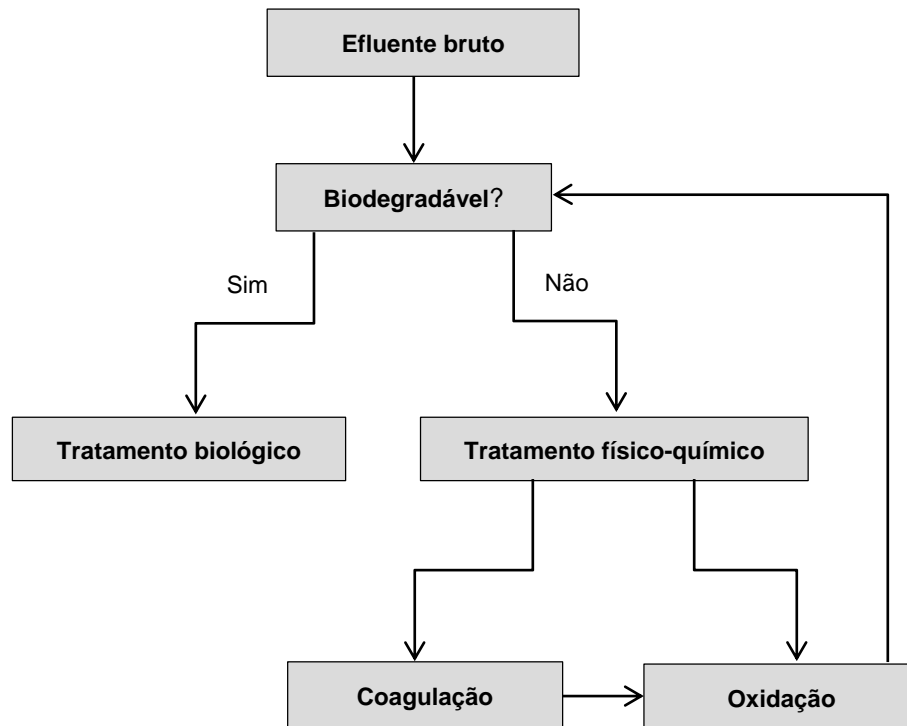 Efluente bruto
Biodegradável?
Sim
Não
Tratamento biológico
Tratamento físico-químico
Coagulação
Oxidação